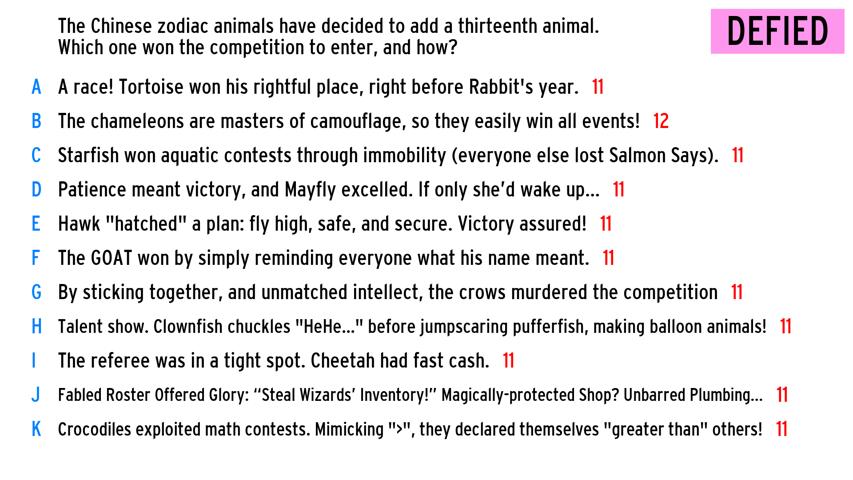 The Chinese zodiac animals have decided to add a thirteenth animal.
Which one won the competition to enter, and how?
DEFIED
A A race! Tortoise won his rightful place, right before Rabbit's year. 11
B The chameleons are masters of camouflage, so they easily win all events! 12
C Starfish won aquatic contests through immobility (everyone else lost Salmon Says). 11
D Patience meant victory, and Mayfly excelled. If only she’d wake up... 11
E Hawk "hatched" a plan: fly high, safe, and secure. Victory assured! 11
F The GOAT won by simply reminding everyone what his name meant. 11
G By sticking together, and unmatched intellect, the crows murdered the competition 11
H Talent show. Clownfish chuckles "HeHe..." before jumpscaring pufferfish, making balloon animals! 11
I The referee was in a tight spot. Cheetah had fast cash. 11
J Fabled Roster Offered Glory: “Steal Wizards’ Inventory!” Magically-protected Shop? Unbarred Plumbing... 11
K Crocodiles exploited math contests. Mimicking ">", they declared themselves "greater than" others! 11